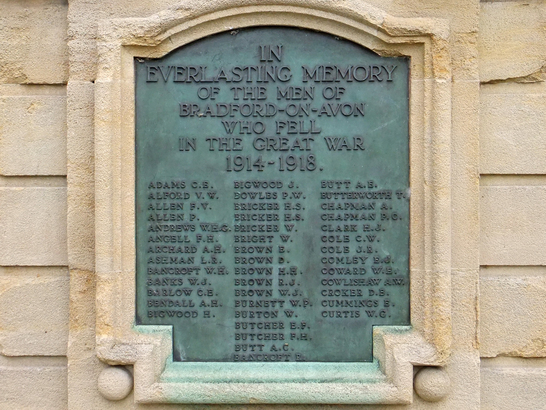 IN
EVERLASTING MEMORY
OF THE MEN OF
BRADFORD-ON-AVON
WHO FELL
IN THE GREAT WAR
1914-1918.
ADAMS C.E.
ALFORD V.W.
ALLEN F.V.
ALLEN P.
ANDREWS W.H.G.
ANGELL F.H.
ARCHARD A.H.
ASHMAN L.R.
BANCROFT W.H.
BANKS W.J.
BARLOW C.E.
BENDALL A.H.
BIGWOOD H.
BIGWOOD J.
BOWLES P.W.
BRICKER H.S.
BRICKER H.S.
BRICKER W.
BRIGHT W.
BROWN E.
BROWN D.
BROWN H.H.
BROWN R.J.
BROWN W.J.
BURNETT W.P.
BURTON W.
BUTCHER E.F.
BUTCHER F.H.
BUTT A.G.
BANCROFT
BUTT A.E.
BUTTERWORTH T.
CHAPMAN A.
CHAPMAN P.G.
CLARK H.J.
COLE C.W.
COLE J.R.
COMLEY
COWARD W.E.
COWLISHAW A.W.
CROKER D.E.
CUMMINGS E.
CURTIS W.G.